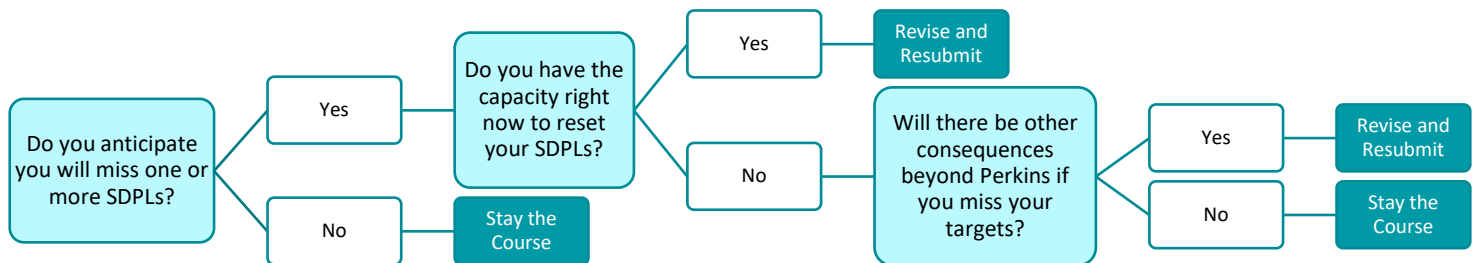 Do you anticipate
you will miss one or
more SDPLs?
Yes
No
Stay the
Course
Do you have the
capacity right
now to reset
your SDPLs?
Yes
Revise and
Resubmit
No
Will there be other
consequences
beyond Perkins if
you miss your
targets?
Yes
Revise and
Resubmit
No
Stay the
Course